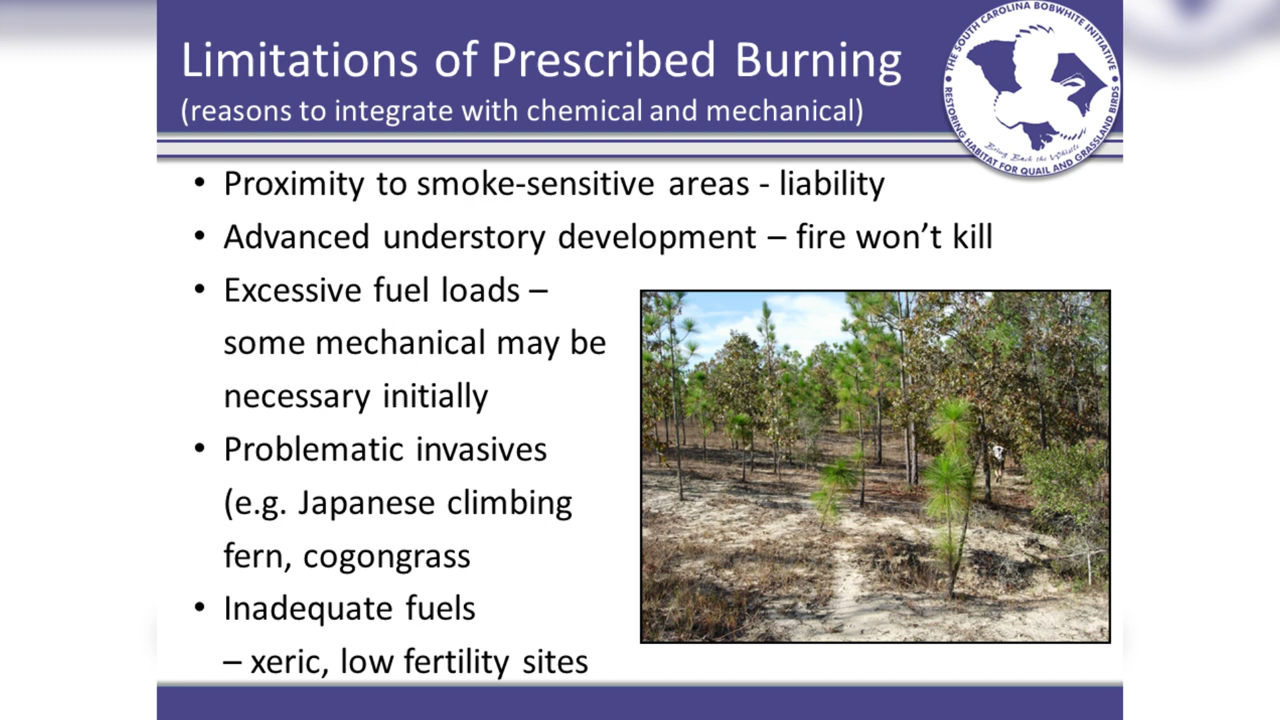 Limitations of Prescribed Burning
(reasons to integrate with chemical and mechanical)
THE SOUTH CAROLINA BOBWHITE INITIATIVE
Bring Back the Whistle
RESTORING HABITAT FOR QUAIL AND GRASSLAND BIRDS
• Proximity to smoke-sensitive areas - liability
• Advanced understory development – fire won’t kill
• Excessive fuel loads –
some mechanical may be
necessary initially
• Problematic invasives
(e.g. Japanese climbing
fern, cogongrass
• Inadequate fuels
– xeric, low fertility sites